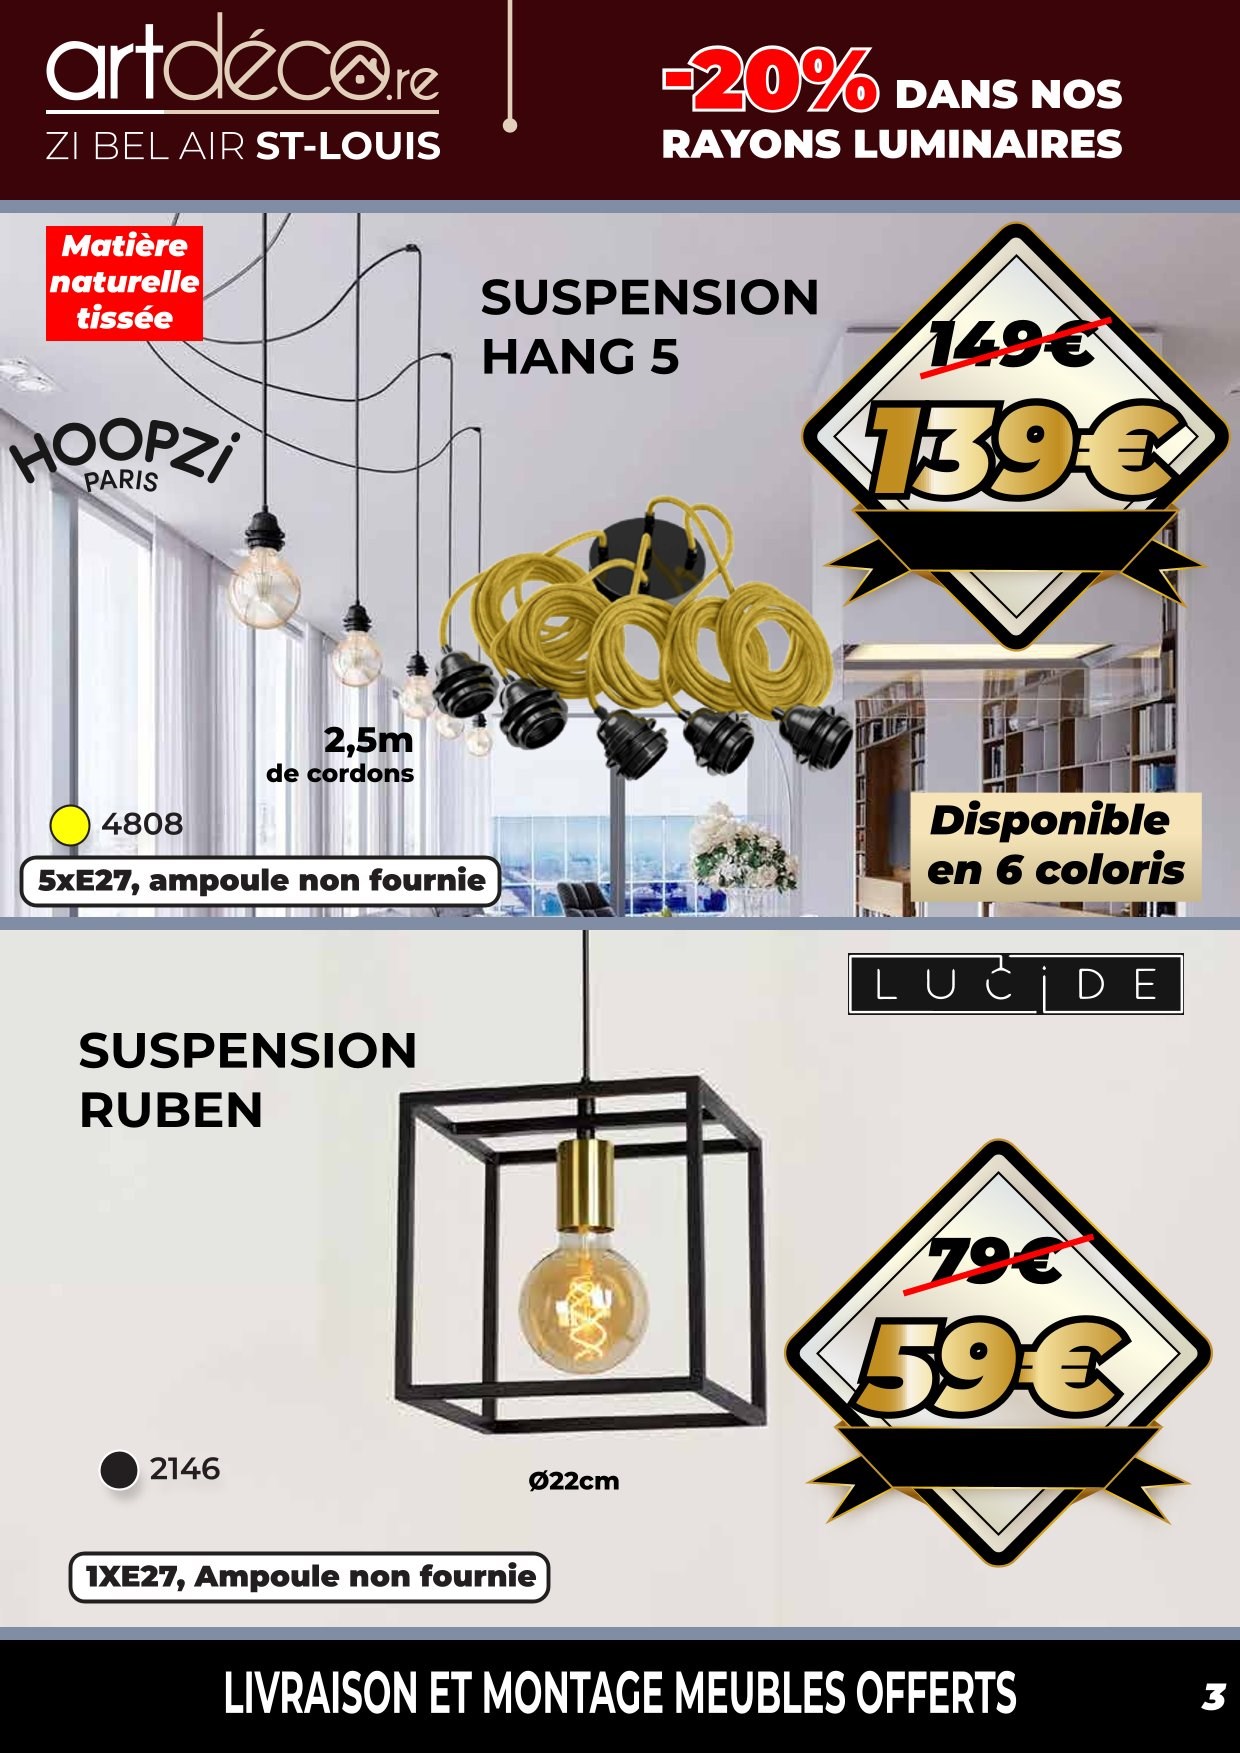 artdéco.re
ZI BEL AIR ST-LOUIS
-20% DANS NOS
RAYONS LUMINAIRES
Matière
naturelle
tissée
SUSPENSION
HANG 5
149€
139€
HOOPZi
PARIS
2,5m
de cordons
4808
5xE27, ampoule non fournie
Disponible
en 6 coloris
LUCiDE
SUSPENSION
RUBEN
79€
59€
2146
Ø22cm
1XE27, Ampoule non fournie
LIVRAISON ET MONTAGE MEUBLES OFFERTS
3